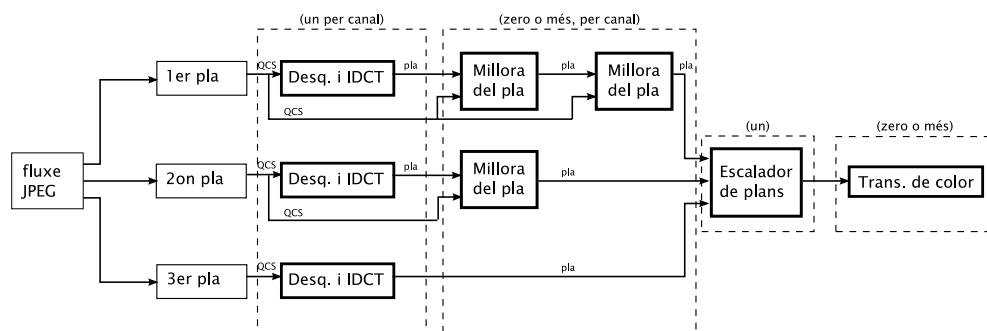 (un per canal)
(zero o més, per canal)
1er pla
QCS
Desq. i IDCT
pla
Millora
del pla
pla
Millora
del pla
pla
QCS
fluxe
JPEG
2on pla
QCS
Desq. i IDCT
pla
Millora
del pla
pla
QCS
(un)
Escalador
de plans
(zero o més)
Trans. de color
3er pla
QCS
Desq. i IDCT
pla
pla